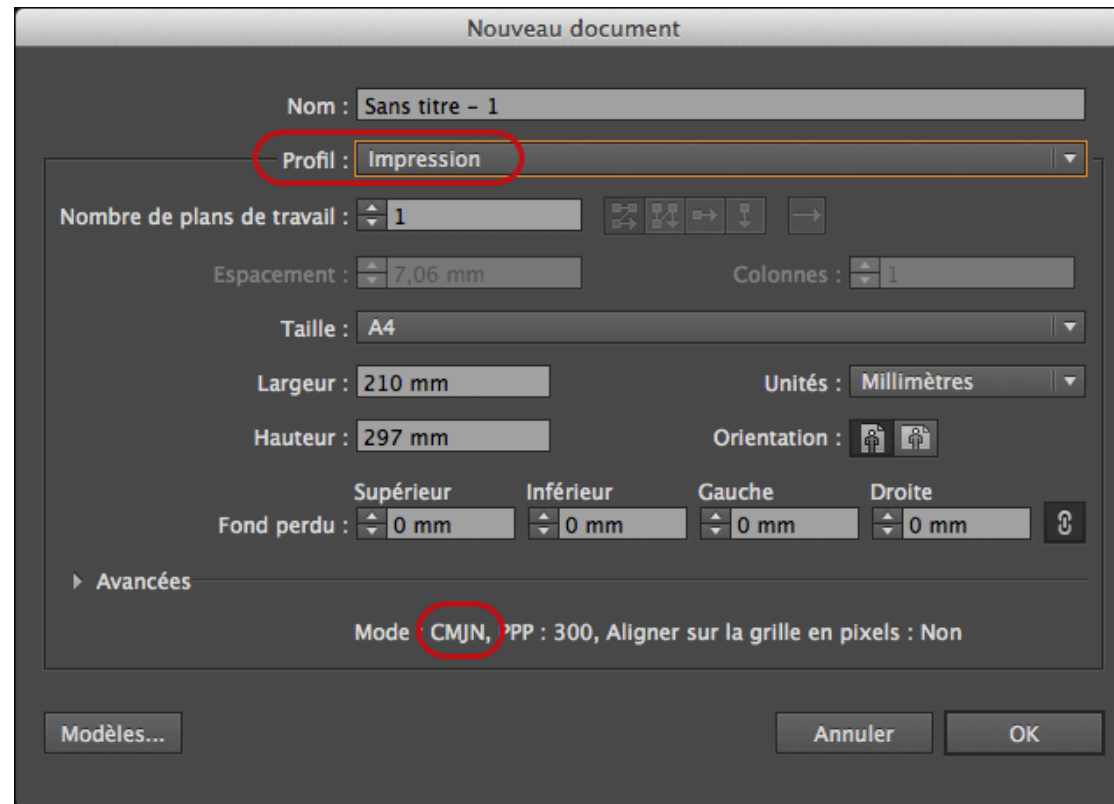 Nouveau document
Nom : Sans titre – 1
Profil : Impression
Nombre de plans de travail : 1
Espacement : 7,06 mm Colonnes : 1
Taille : A4
Largeur : 210 mm Unités : Millimètres
Hauteur : 297 mm Orientation :
Supérieur Inférieur Gauche Droite
Fond perdu : 0 mm 0 mm 0 mm 0 mm
Avancées
Mode : CMJN, PPP : 300, Aligner sur la grille en pixels : Non
Modèles... Annuler OK